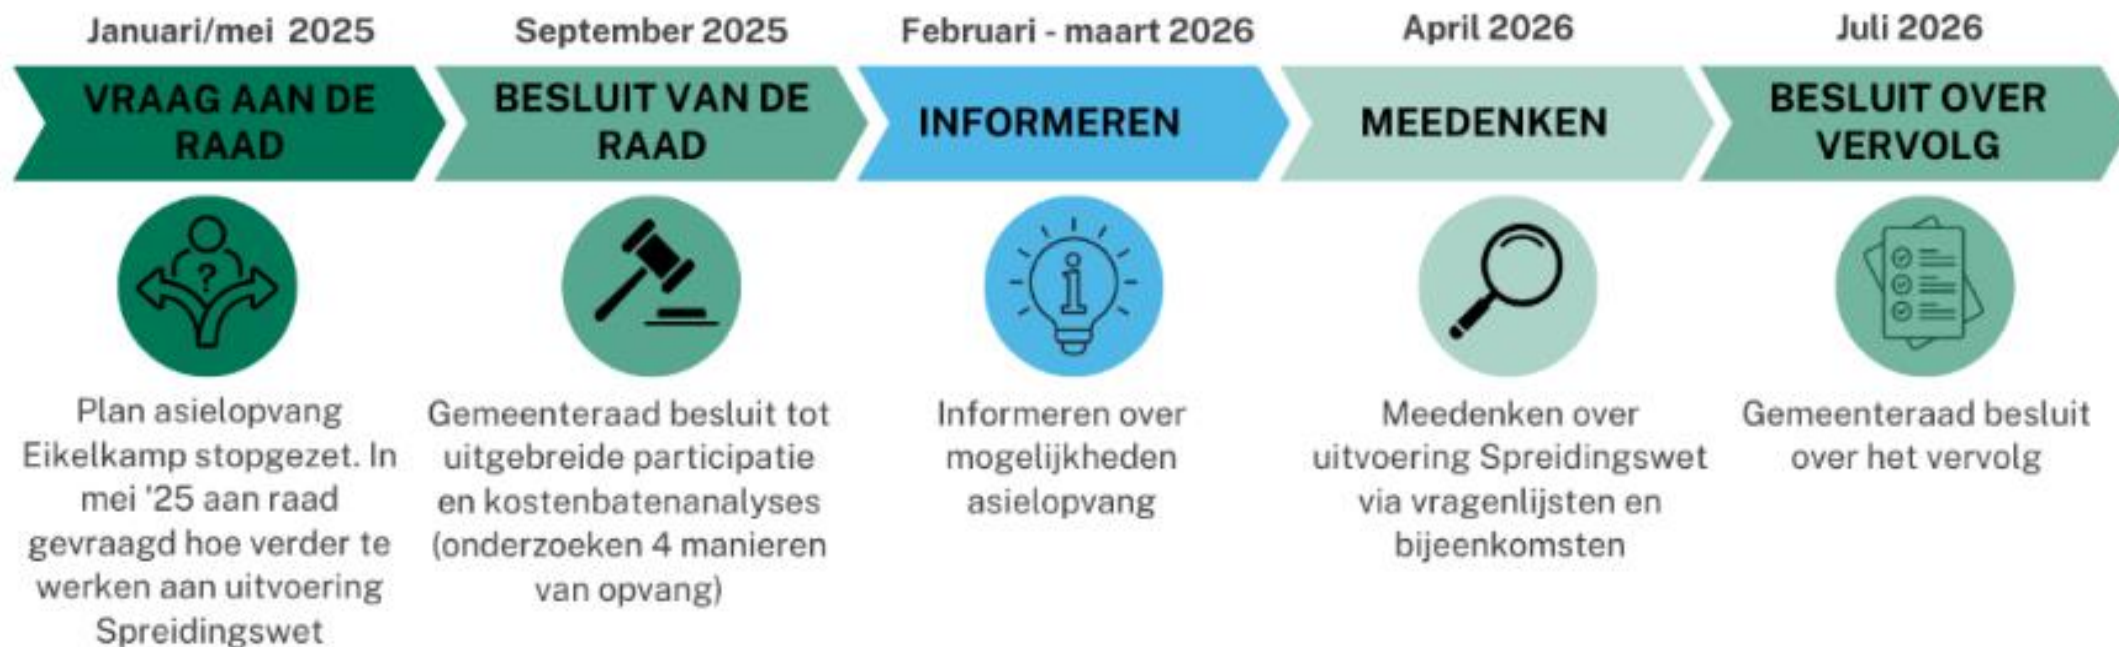 Januari/mei 2025
VRAAG AAN DE
RAAD
?
Plan asielopvang
Eikelkamp stopgezet. In
mei '25 aan raad
gevraagd hoe verder te
werken aan uitvoering
Spreidingswet
September 2025
BESLUIT VAN DE
RAAD
Gemeenteraad besluit tot
uitgebreide participatie
en kostenbatenanalyses
(onderzoeken 4 manieren
van opvang)
Februari - maart 2026
INFORMEREN
i
Informeren over
mogelijkheden
asielopvang
April 2026
MEEDENKEN
Meedenken over
uitvoering Spreidingswet
via vragenlijsten en
bijeenkomsten
Juli 2026
BESLUIT OVER
VERVOLG
Gemeenteraad besluit
over het vervolg